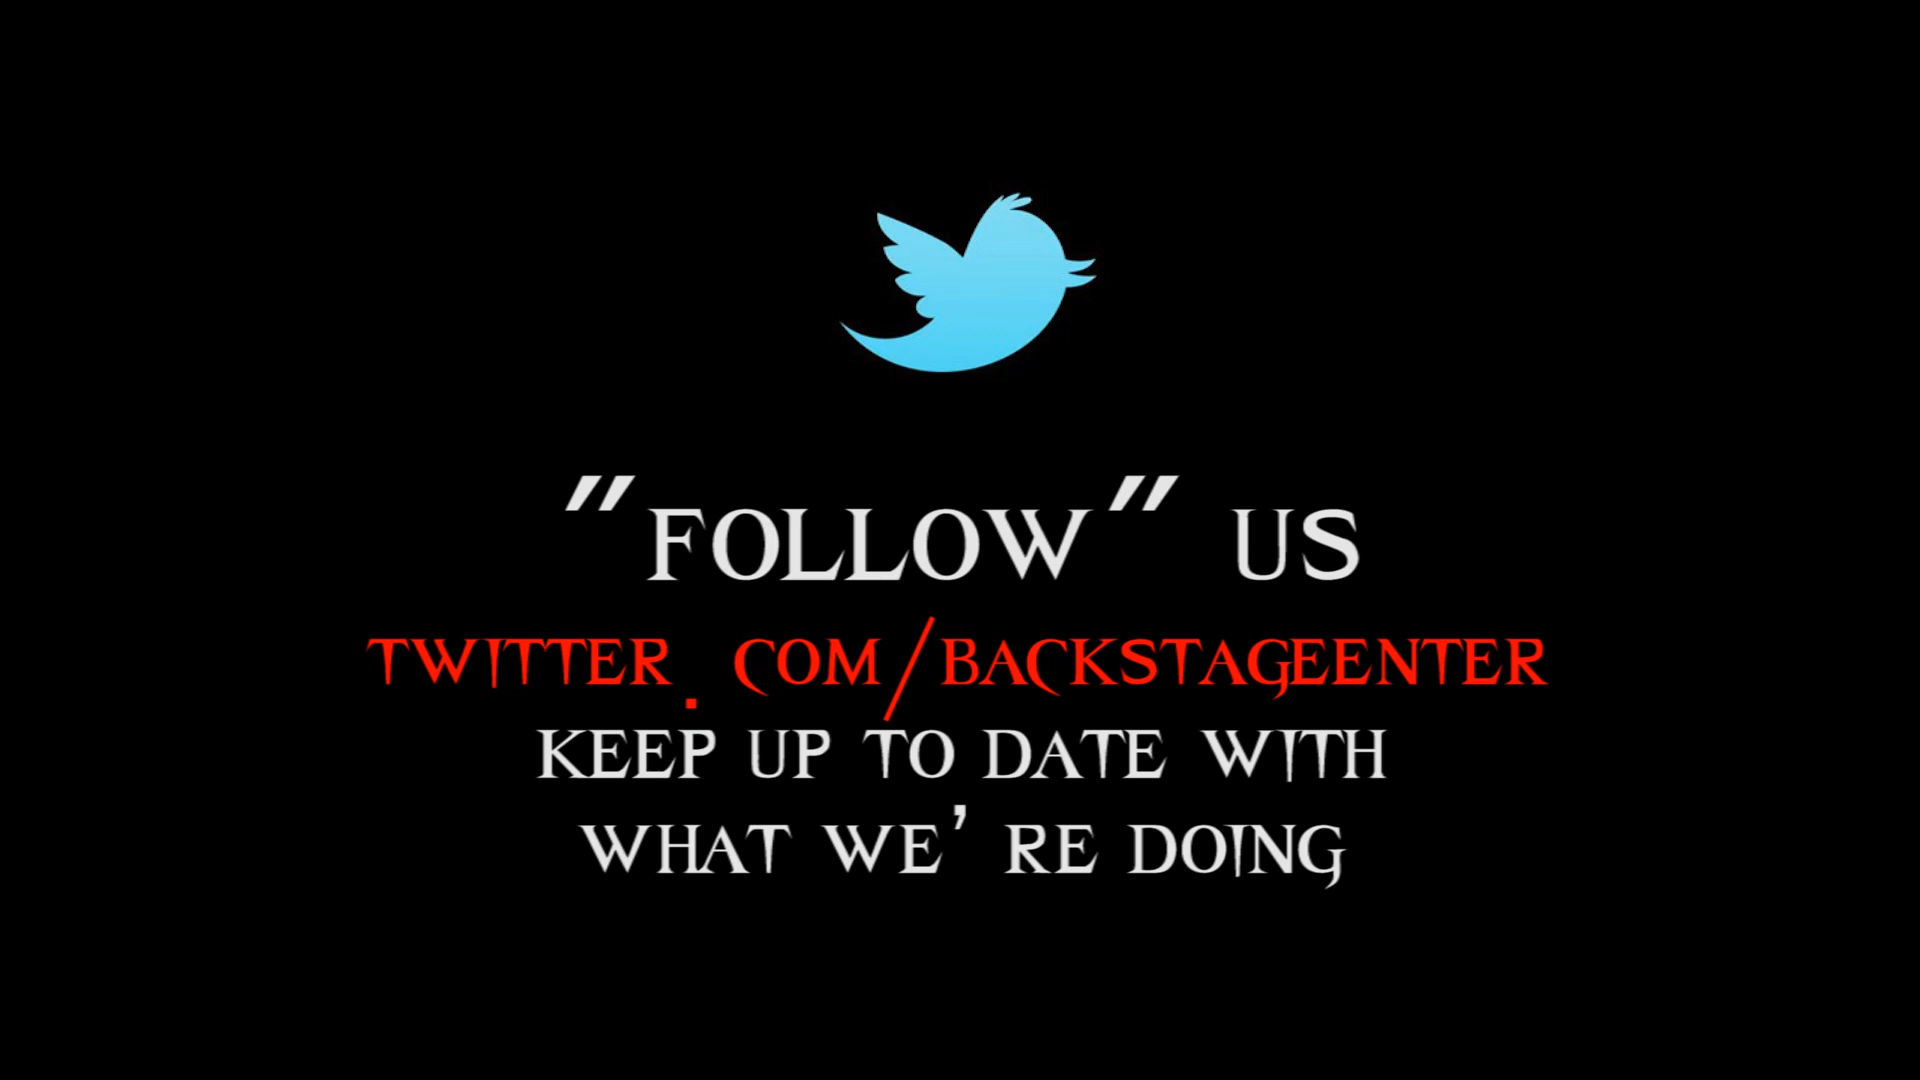 "FOLLOW" US
TWITTER. COM/BACKSTAGEENTER
KEEP UP TO DATE WITH
WHAT WE' RE DOING